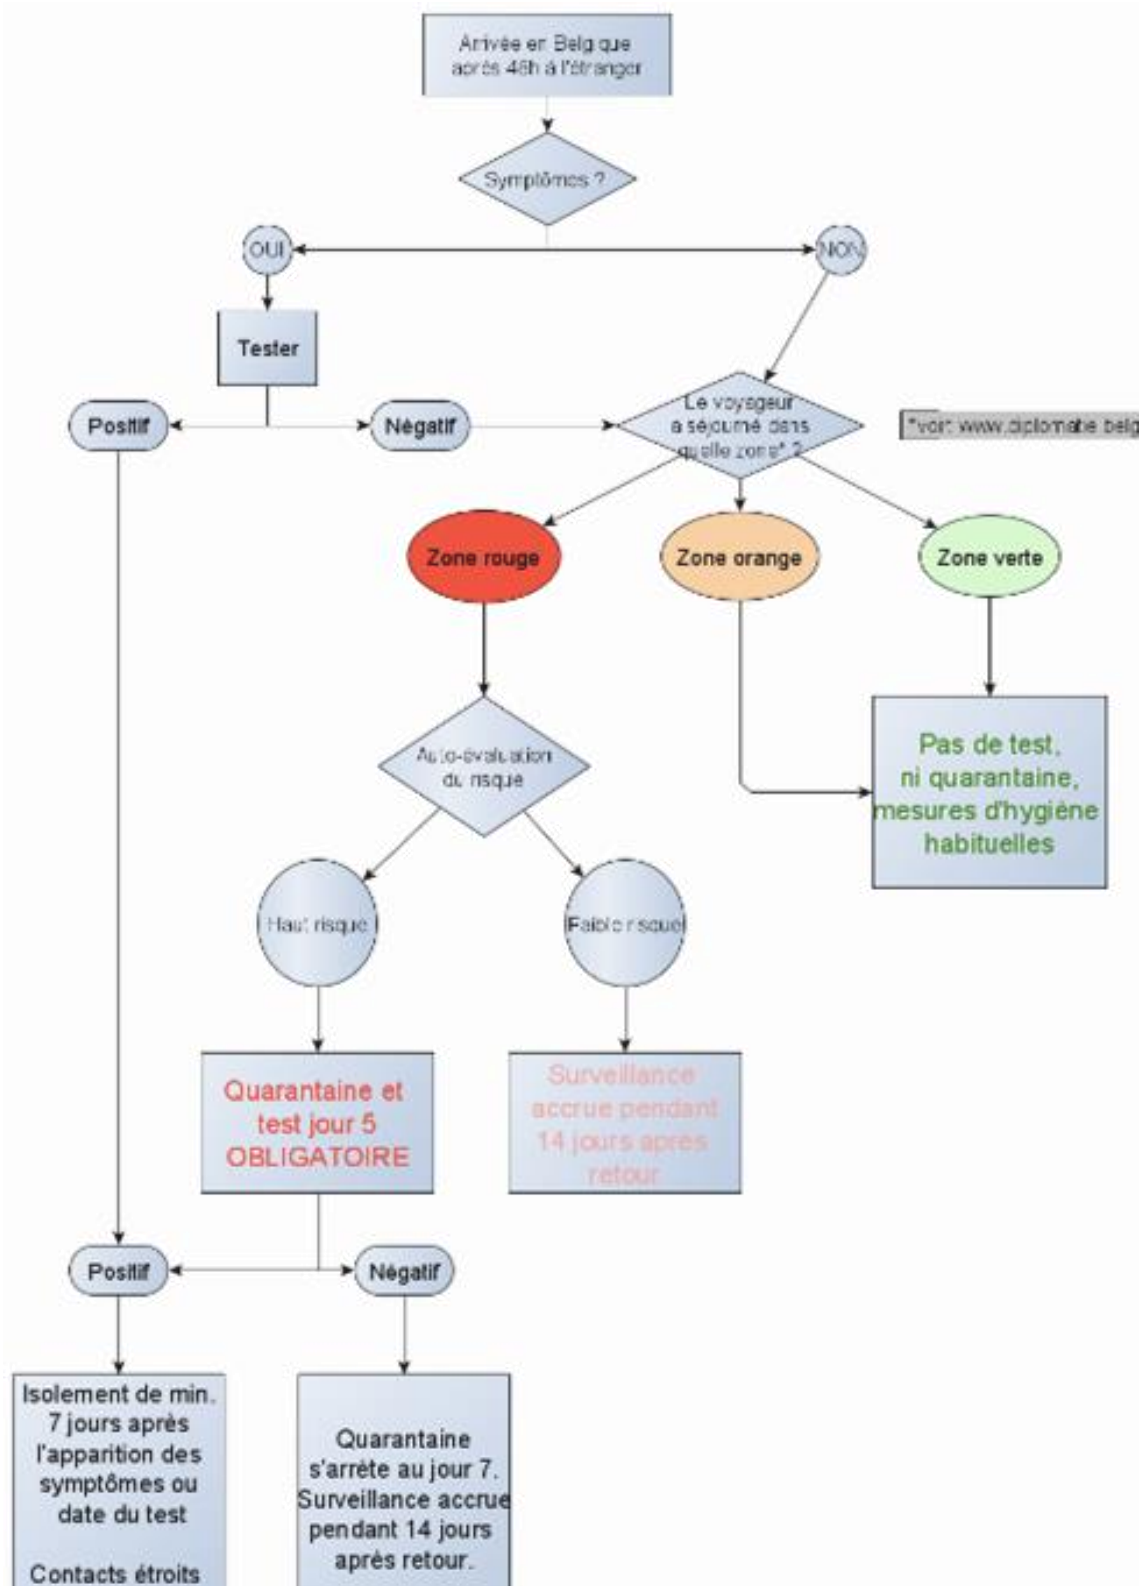 Arrivée en Belgique
après 48h à l'étranger
Symptômes ?
OUI
NON
Tester
Positif
Négatif
Le voyageur
a séjourné dans
quelle zone* ?
*voir: www.diplomatie.belg
Zone rouge
Zone orange
Zone verte
Auto-évaluation
du risque
Pas de test,
ni quarantaine,
mesures d'hygiène
habituelles
Haut risque
Faible risque
Quarantaine et
test jour 5
OBLIGATOIRE
Surveillance
accrue pendant
14 jours après
retour
Positif
Négatif
Isolement de min.
7 jours après
l'apparition des
symptômes ou
date du test
Contacts étroits
Quarantaine
s'arrête au jour 7.
Surveillance accrue
pendant 14 jours
après retour.